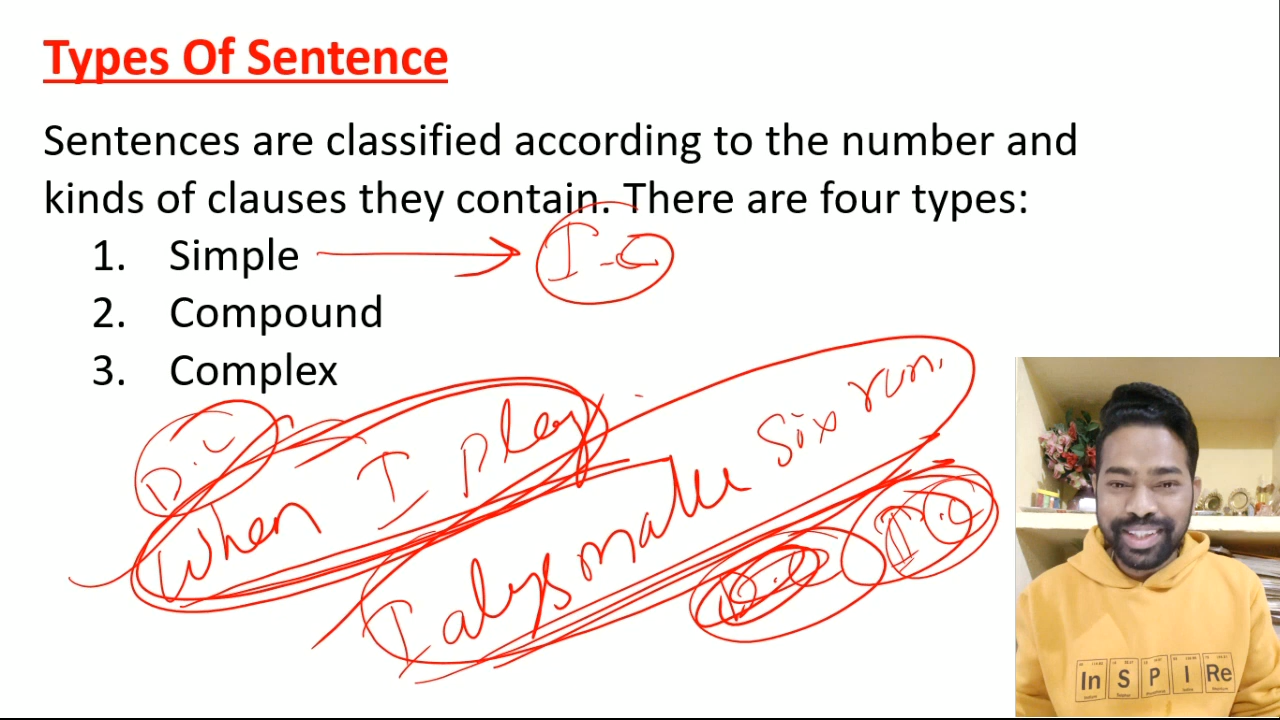 Types Of Sentence
Sentences are classified according to the number and
kinds of clauses they contain. There are four types:
1. Simple I-C
2. Compound
3. Complex
D.C
When I play
I always make six run.
D.C I.C
In S P I Re